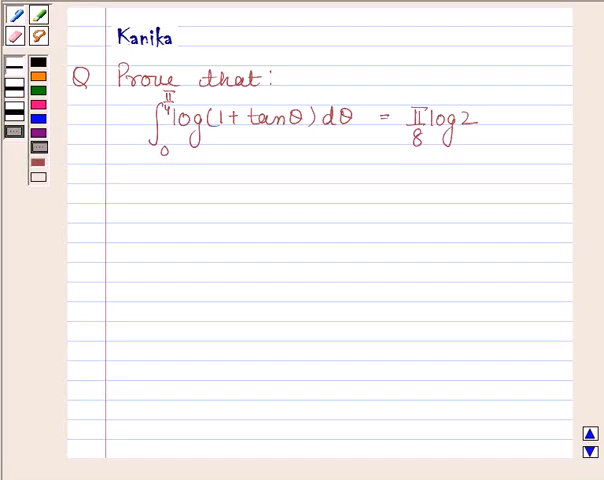 Kanika
Q Prove that:
∫₀^(π/4) log(1 + tanθ) dθ = π/8 log2